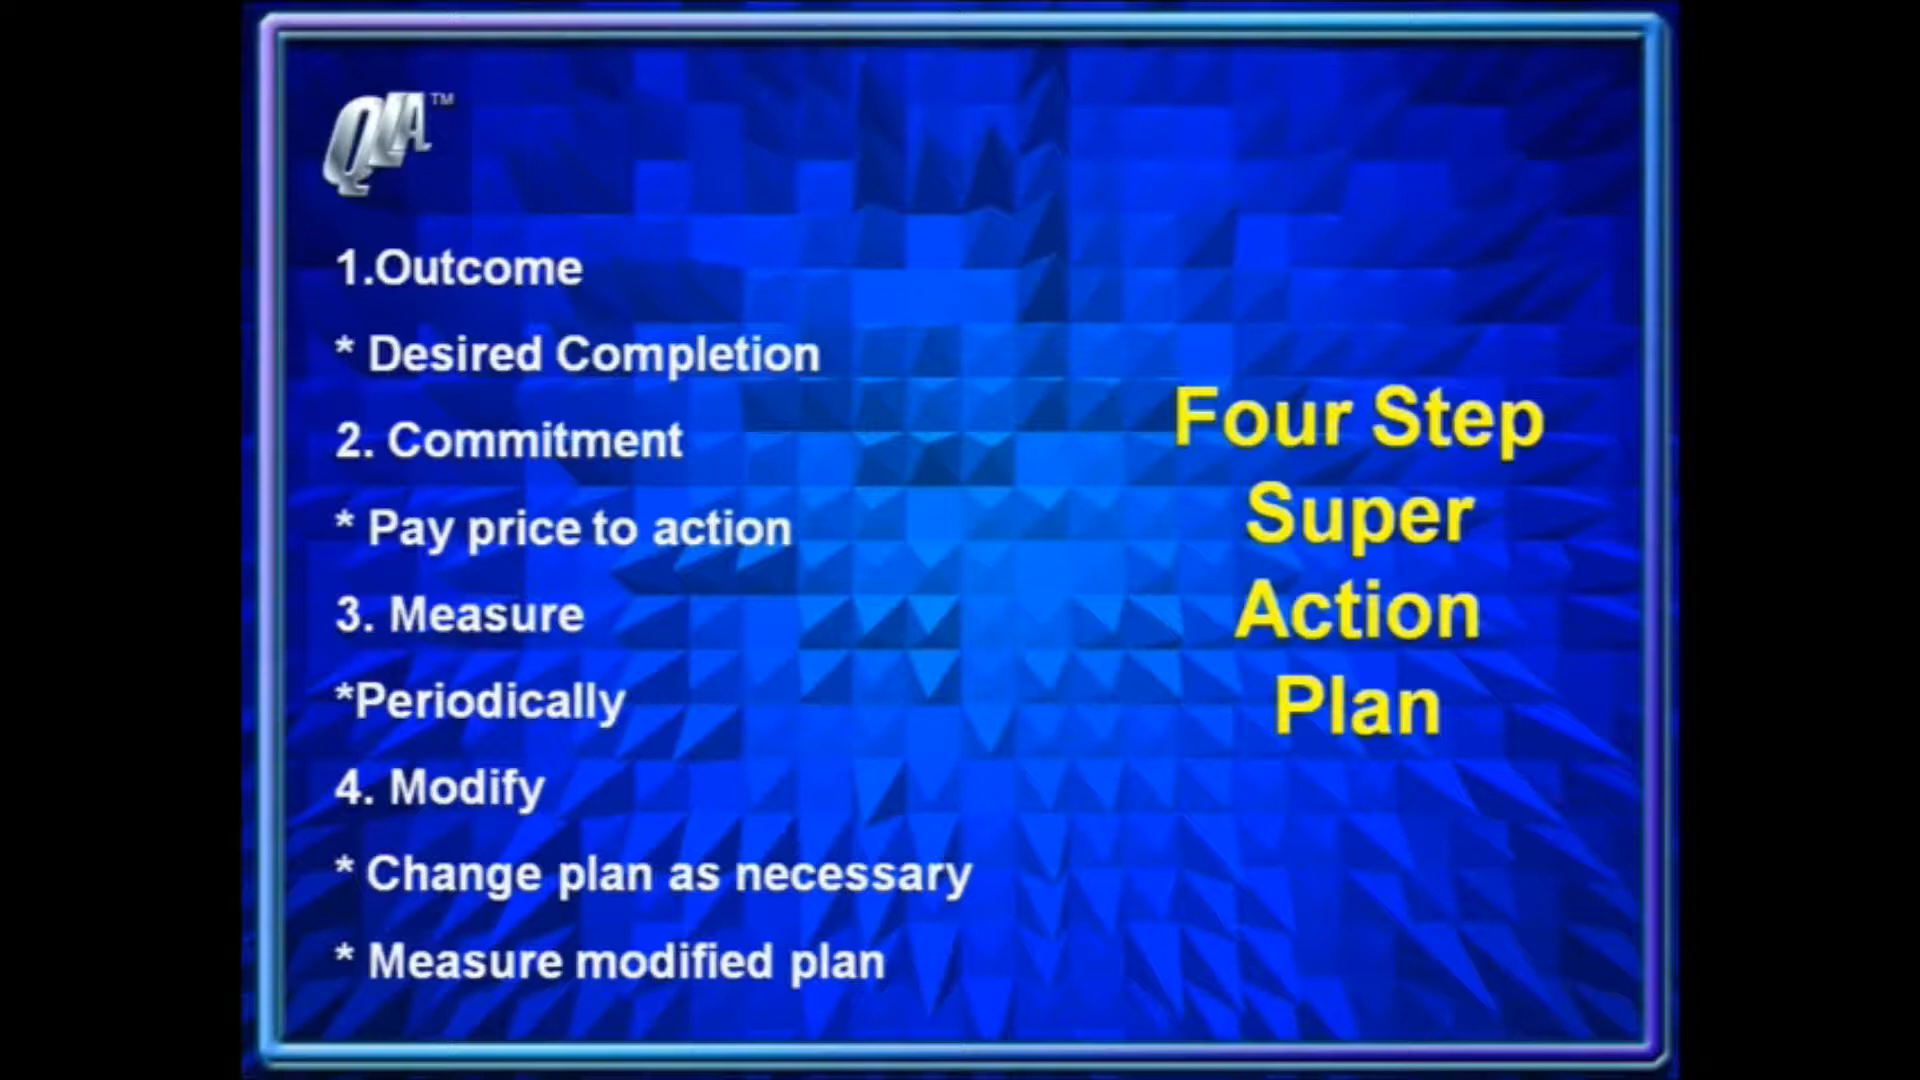 QLA™
1.Outcome
* Desired Completion
2. Commitment
* Pay price to action
3. Measure
*Periodically
4. Modify
* Change plan as necessary
* Measure modified plan
Four Step
Super
Action
Plan